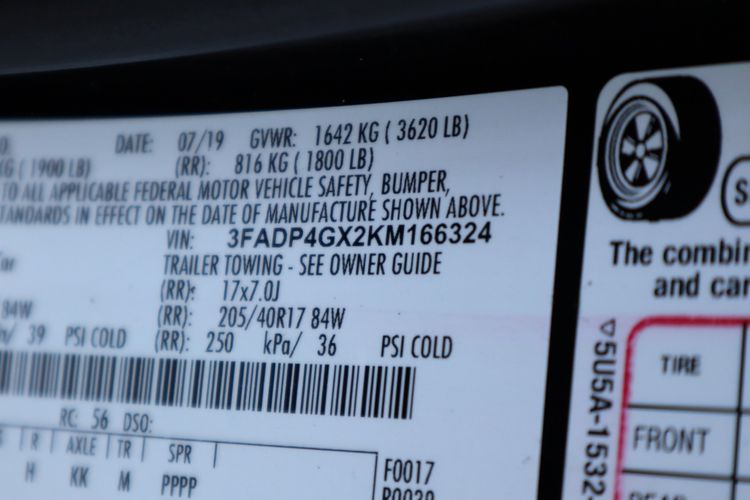 DATE: 07/19 GVWR: 1642 KG ( 3620 LB)
KG ( 1900 LB) (RR): 816 KG ( 1800 LB)
TO ALL APPLICABLE FEDERAL MOTOR VEHICLE SAFETY, BUMPER,
STANDARDS IN EFFECT ON THE DATE OF MANUFACTURE SHOWN ABOVE.
VIN: 3FADP4GX2KM166324
TRAILER TOWING - SEE OWNER GUIDE
(RR): 17x7.0J
84W (RR): 205/40R17 84W
/ 39 PSI COLD (RR): 250 kPa/ 36 PSI COLD
RC: 56 DSO:
R AXLE TR SPR
H KK M PPPP
F0017
The combin
and car
▽5U5A-1532
TIRE
FRONT